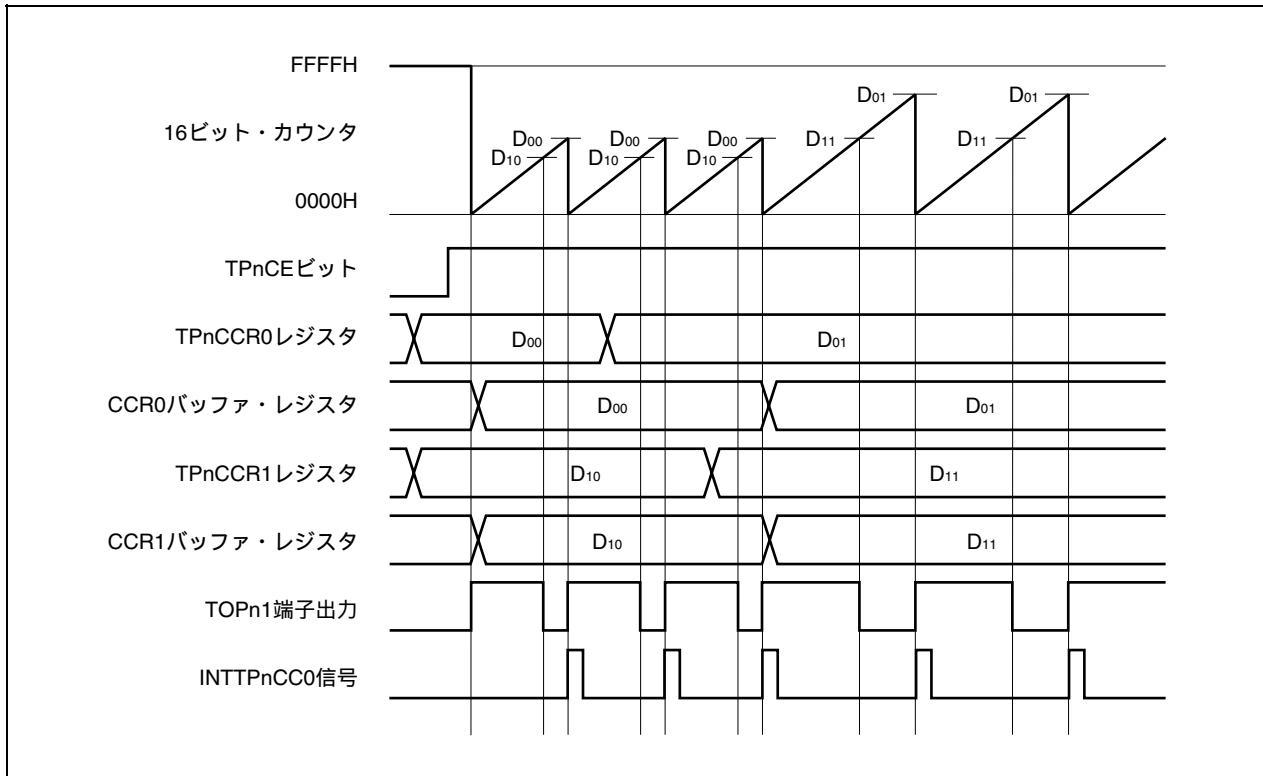 FFFFH
D01 D01
16ビット・カウンタ D00 D00 D00 D11 D11
D10 D10 D10
0000H
TPnCEビット
TPnCCR0レジスタ D00 D01
CCR0バッファ・レジスタ D00 D01
TPnCCR1レジスタ D10 D11
CCR1バッファ・レジスタ D10 D11
TOPn1端子出力
INTTPnCC0信号